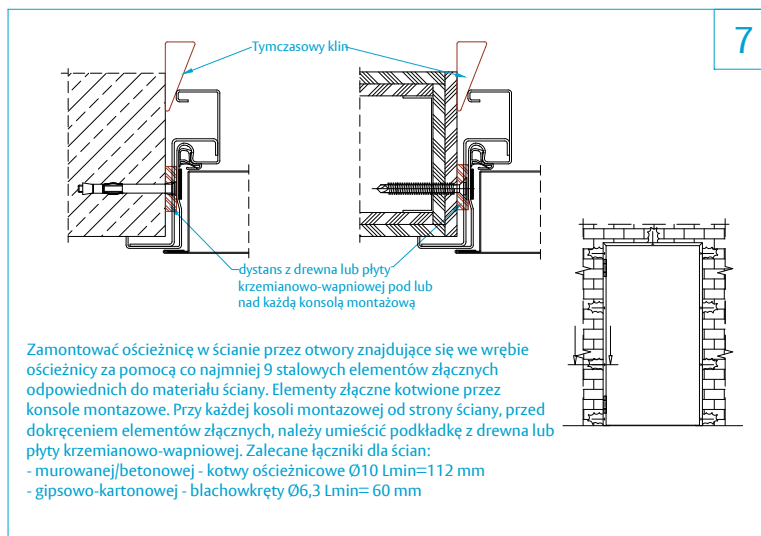 7
Tymczasowy klin
dystans z drewna lub płyty
krzemianowo-wapniowej pod lub
nad każdą konsolą montażową
Zamontować ościeżnicę w ścianie przez otwory znajdujące się we wrębie
ościeżnicy za pomocą co najmniej 9 stalowych elementów złącznych
odpowiednich do materiału ściany. Elementy złączne kotwione przez
konsole montazowe. Przy każdej kosoli montazowej od strony ściany, przed
dokręceniem elementów złącznych, należy umieścić podkładkę z drewna lub
płyty krzemianowo-wapniowej. Zalecane łączniki dla ścian:
- murowanej/betonowej - kotwy ościeżnicowe Ø10 Lmin=112 mm
- gipsowo-kartonowej - blachowkręty Ø6,3 Lmin= 60 mm